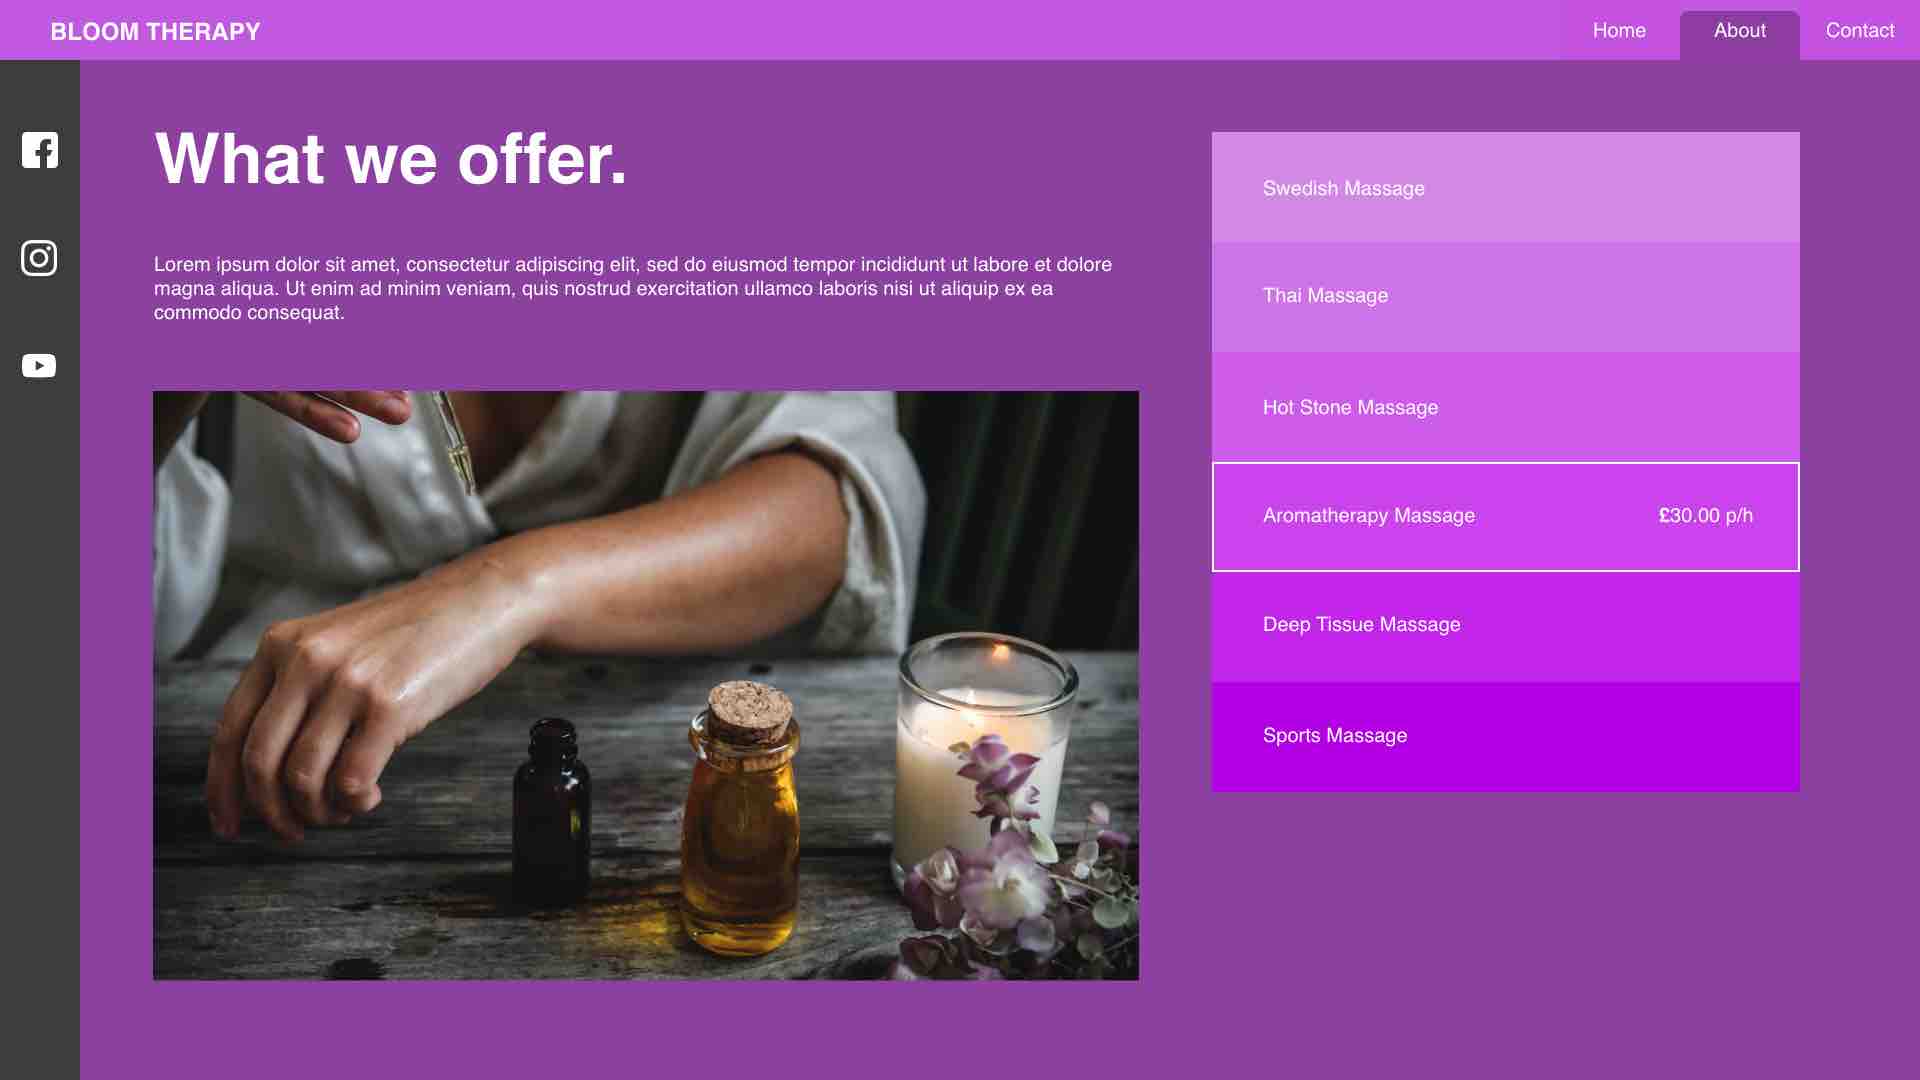 BLOOM THERAPY
Home
About
Contact
What we offer.
Lorem ipsum dolor sit amet, consectetur adipiscing elit, sed do eiusmod tempor incididunt ut labore et dolore
magna aliqua. Ut enim ad minim veniam, quis nostrud exercitation ullamco laboris nisi ut aliquip ex ea
commodo consequat.
Swedish Massage
Thai Massage
Hot Stone Massage
Aromatherapy Massage £30.00 p/h
Deep Tissue Massage
Sports Massage